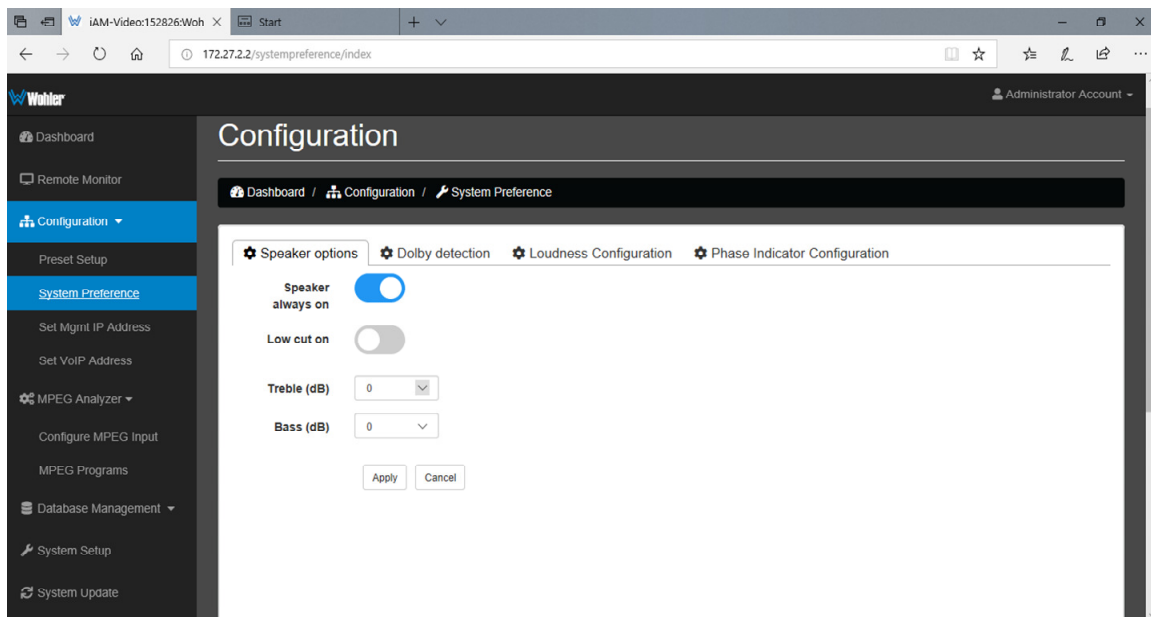 iAM-Video:152826:Woh
Start
172.27.2.2/systempreference/index
Wohler
Administrator Account
Dashboard
Remote Monitor
Configuration
Preset Setup
System Preference
Set Mgmt IP Address
Set VoIP Address
MPEG Analyzer
Configure MPEG Input
MPEG Programs
Database Management
System Setup
System Update
Configuration
Dashboard / Configuration / System Preference
Speaker options Dolby detection Loudness Configuration Phase Indicator Configuration
Speaker
always on
Low cut on
Treble (dB) 0
Bass (dB) 0
Apply Cancel